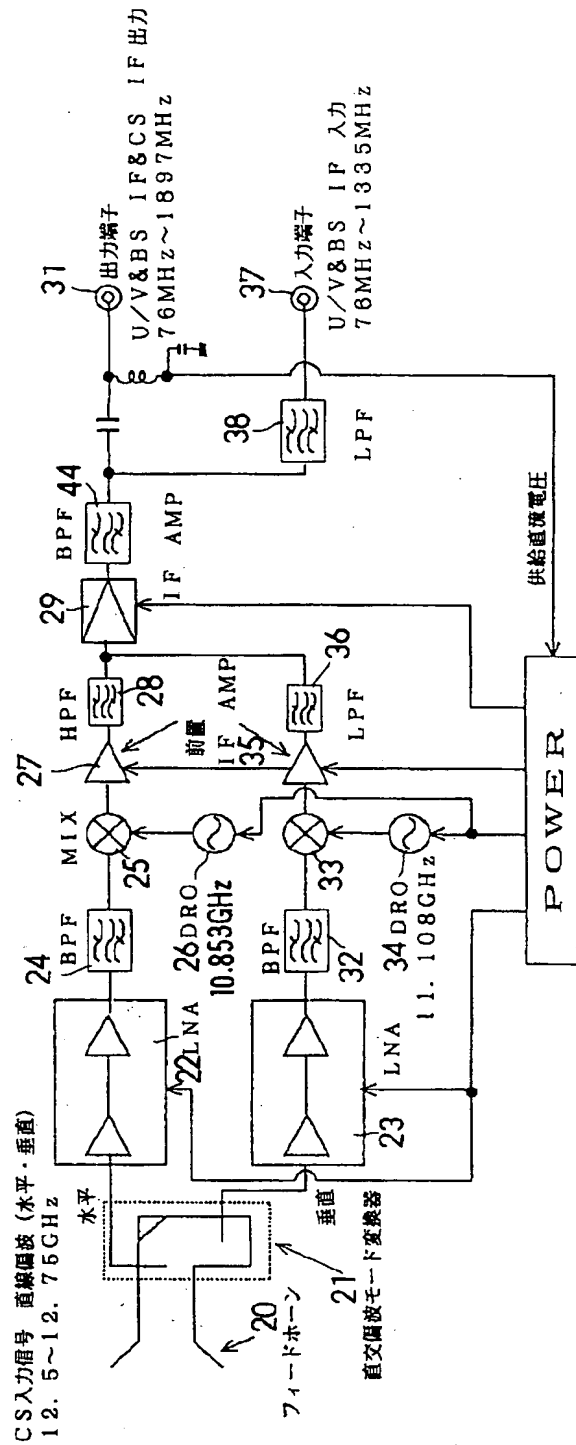 CS入力信号 直線偏波(水平・垂直)
12.5~12.75GHz
水平
垂直
20
フィードホーン
21
直交偏波モード変換器
22
LNA
23
LNA
24
BPF
MIX
25
26 DRO
10.853GHz
27
前置
IF AMP
HPF
28
29
IF AMP
BPF
44
31
出力端子
U/V&BS IF&CS IF 出力
76MHz~1897MHz
BPF
32
33
34 DRO
11.108GHz
35
36
LPF
38
LPF
37
入力端子
U/V&BS IF 入力
76MHz~1335MHz
供給直流電圧
POWER